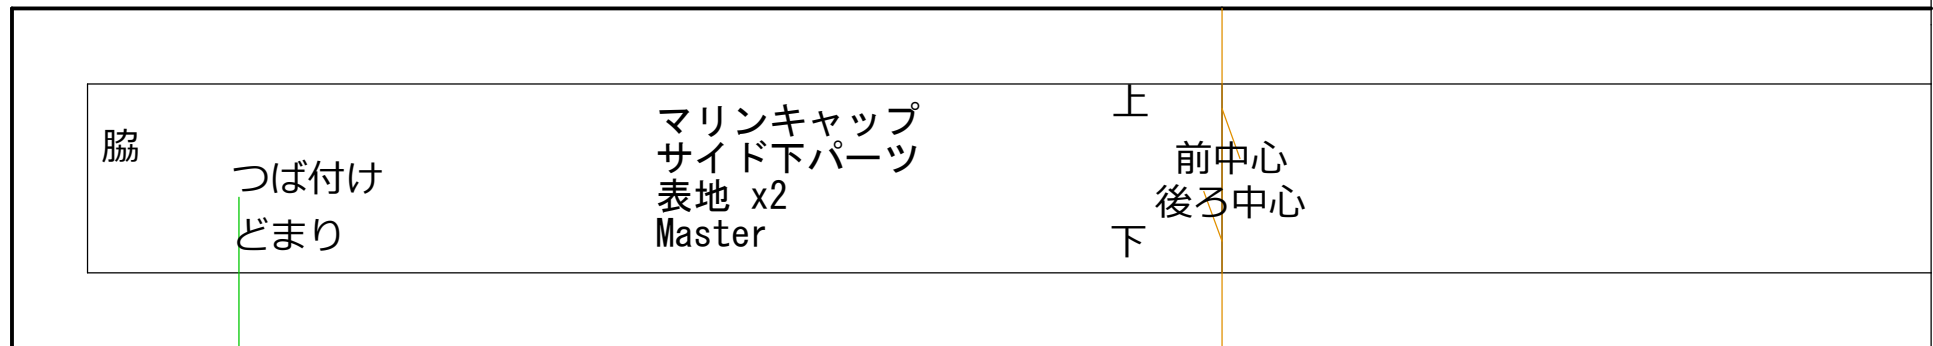 脇
つば付け
どまり
マリンキャップ
サイド下パーツ
表地 x2
Master
上
下
前中心
後ろ中心